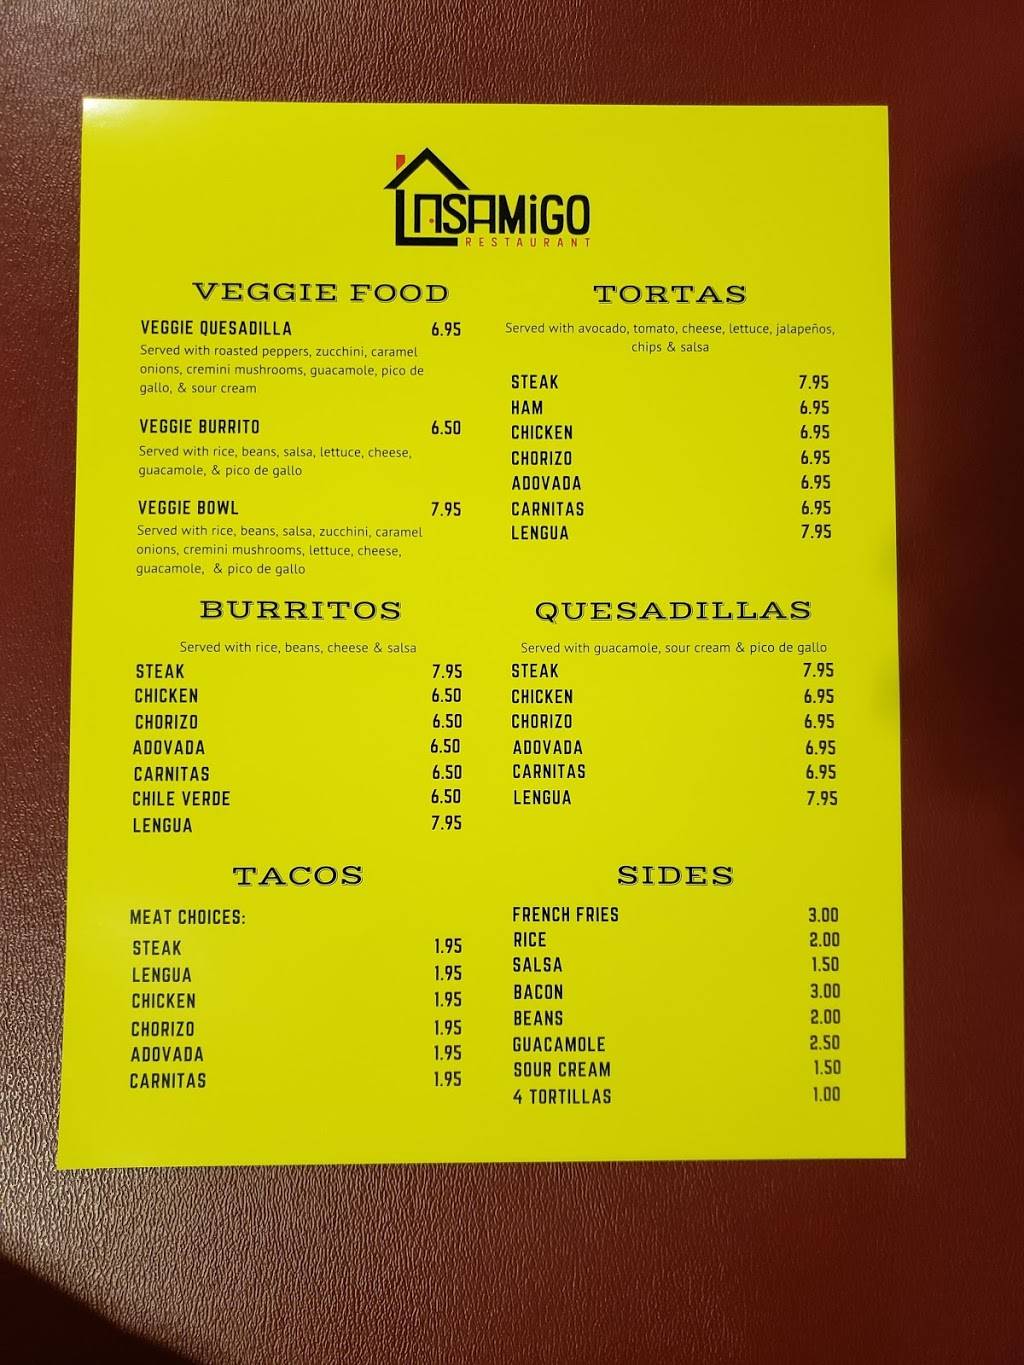 LASAMiGO
RESTAURANT
VEGGIE FOOD
VEGGIE QUESADILLA 6.95
Served with roasted peppers, zucchini, caramel
onions, cremini mushrooms, guacamole, pico de
gallo, & sour cream
VEGGIE BURRITO 6.50
Served with rice, beans, salsa, lettuce, cheese,
guacamole, & pico de gallo
VEGGIE BOWL 7.95
Served with rice, beans, salsa, zucchini, caramel
onions, cremini mushrooms, lettuce, cheese,
guacamole, & pico de gallo
TORTAS
Served with avocado, tomato, cheese, lettuce, jalapeños,
chips & salsa
STEAK 7.95
HAM 6.95
CHICKEN 6.95
CHORIZO 6.95
ADOVADA 6.95
CARNITAS 6.95
LENGUA 7.95
BURRITOS
Served with rice, beans, cheese & salsa
STEAK 7.95
CHICKEN 6.50
CHORIZO 6.50
ADOVADA 6.50
CARNITAS 6.50
CHILE VERDE 6.50
LENGUA 7.95
QUESADILLAS
Served with guacamole, sour cream & pico de gallo
STEAK 7.95
CHICKEN 6.95
CHORIZO 6.95
ADOVADA 6.95
CARNITAS 6.95
LENGUA 7.95
TACOS
MEAT CHOICES:
STEAK 1.95
LENGUA 1.95
CHICKEN 1.95
CHORIZO 1.95
ADOVADA 1.95
CARNITAS 1.95
SIDES
FRENCH FRIES 3.00
RICE 2.00
SALSA 1.50
BACON 3.00
BEANS 2.00
GUACAMOLE 2.50
SOUR CREAM 1.50
4 TORTILLAS 1.00